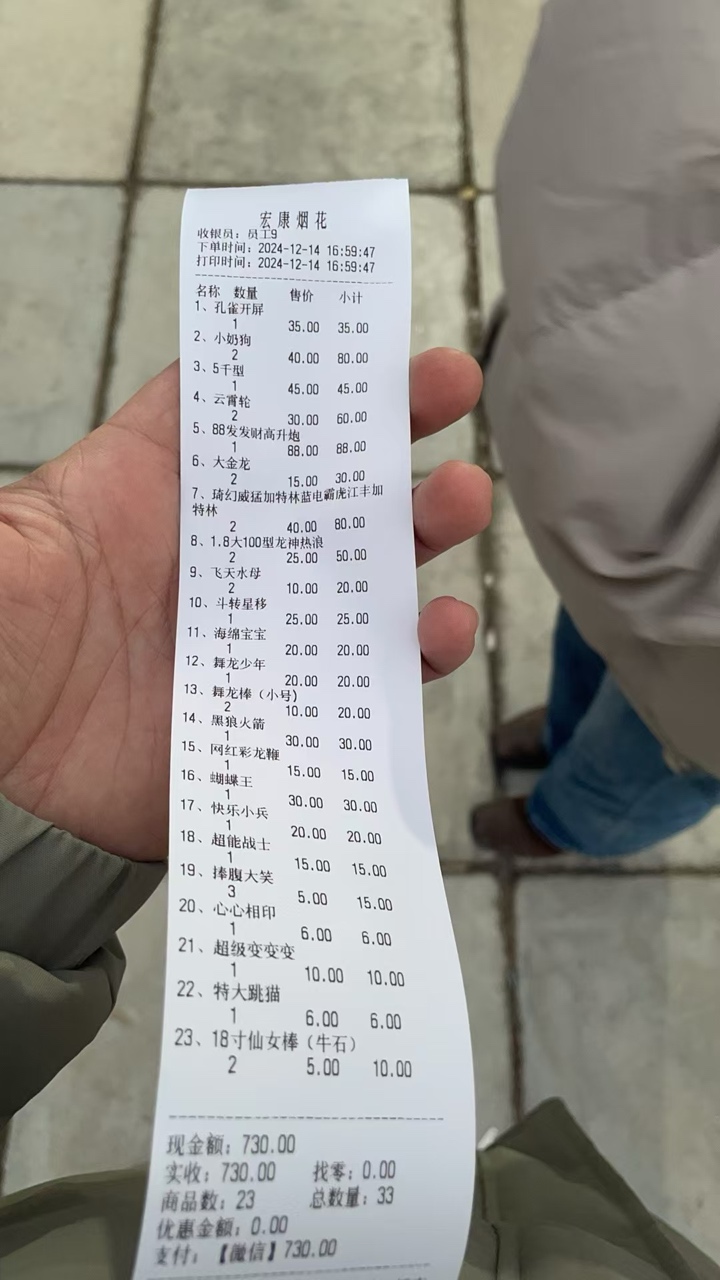 宏康烟花
收银员：员工9
下单时间：2024-12-14 16:59:47
打印时间：2024-12-14 16:59:47
名称 数量 售价 小计
1、孔雀开屏
1 35.00 35.00
2、小奶狗
2 40.00 80.00
3、5千型
1 45.00 45.00
4、云霄轮
2 30.00 60.00
5、88发发财高升炮
1 88.00 88.00
6、大金龙
2 15.00 30.00
7、琦幻威猛加特林蓝电霸虎江丰加
特林
2 40.00 80.00
8、1.8大100型龙神热浪
2 25.00 50.00
9、飞天水母
2 10.00 20.00
10、斗转星移
1 25.00 25.00
11、海绵宝宝
1 20.00 20.00
12、舞龙少年
1 20.00 20.00
13、舞龙棒（小号）
2 10.00 20.00
14、黑狼火箭
1 30.00 30.00
15、网红彩龙鞭
1 15.00 15.00
16、蝴蝶王
1 30.00 30.00
17、快乐小兵
1 20.00 20.00
18、超能战士
1 15.00 15.00
19、捧腹大笑
3 5.00 15.00
20、心心相印
1 6.00 6.00
21、超级变变变
1 10.00 10.00
22、特大跳猫
1 6.00 6.00
23、18寸仙女棒（牛石）
2 5.00 10.00
现金额：730.00
实收：730.00 找零：0.00
商品数：23 总数量：33
优惠金额：0.00
支付：【微信】730.00